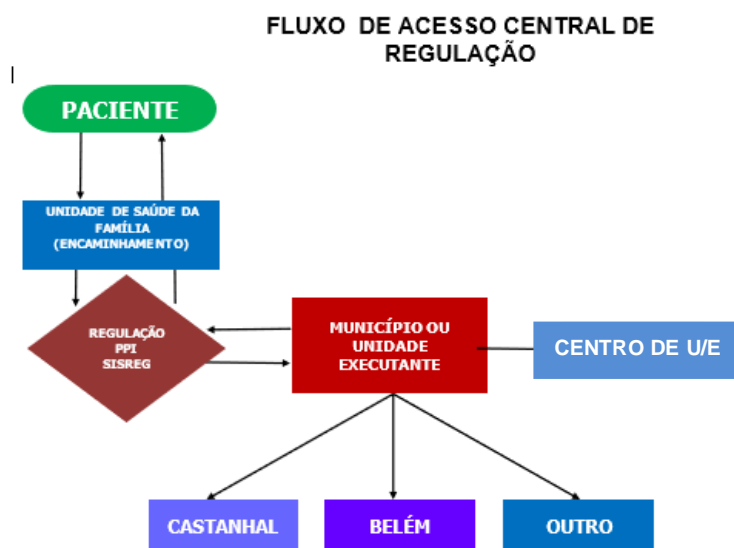 FLUXO DE ACESSO CENTRAL DE
REGULAÇÃO
PACIENTE
UNIDADE DE SAÚDE DA
FAMÍLIA
(ENCAMINHAMENTO)
REGULAÇÃO
PPI
SISREG
MUNICÍPIO OU
UNIDADE
EXECUTANTE
CENTRO DE U/E
CASTANHAL
BELÉM
OUTRO